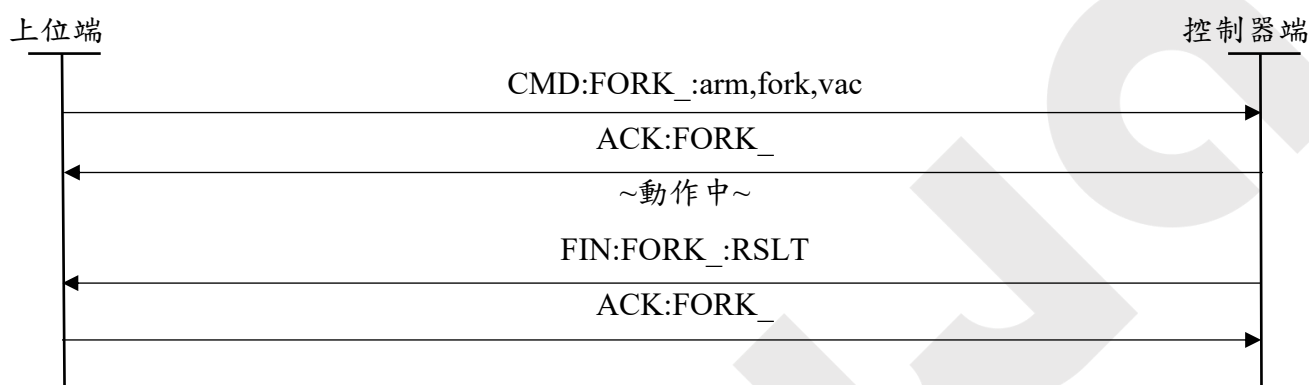 上位端
控制器端
CMD:FORK_:arm,fork,vac
ACK:FORK_
~動作中~
FIN:FORK_:RSLT
ACK:FORK_